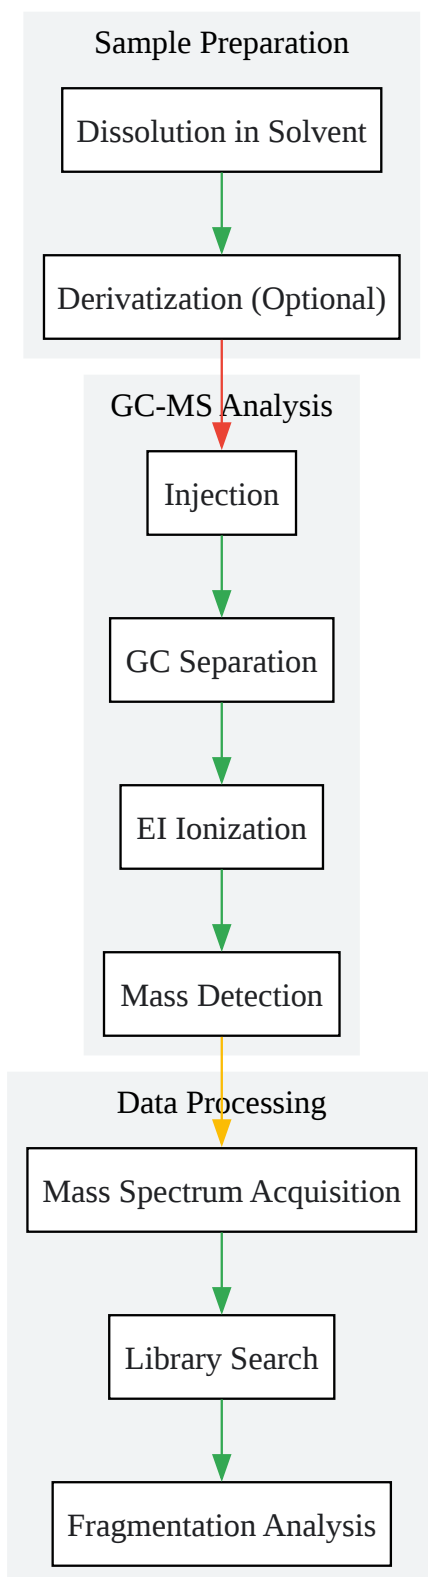 Sample Preparation
Dissolution in Solvent
Derivatization (Optional)
GC-MS Analysis
Injection
GC Separation
EI Ionization
Mass Detection
Data Processing
Mass Spectrum Acquisition
Library Search
Fragmentation Analysis